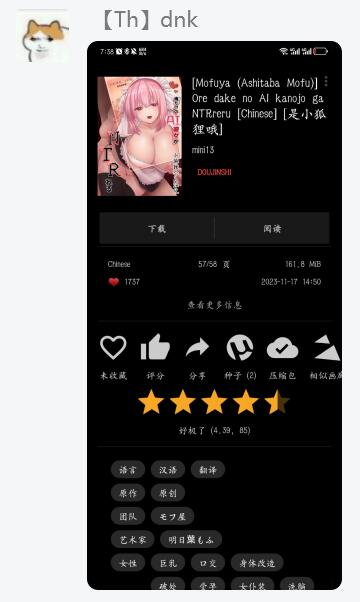 【Th】dnk
7:38
[Mofuya (Ashitaba Mofu)]
Ore dake no AI kanojo ga
NTRreru [Chinese] [是小狐
狸哦]
mini13
DOUJINSHI
下载
阅读
Chinese 57/58 页 161.8 MiB
1737 2023-11-17 14:50
查看更多信息
未收藏 评分 分享 种子 (2) 压缩包 相似画廊
好极了 (4.39, 85)
语言 汉语 翻译
原作 原创
团队 モフ屋
艺术家 明日葉もふ
女性 巨乳 口交 身体改造
破处 堂平 女仆装 洗脑